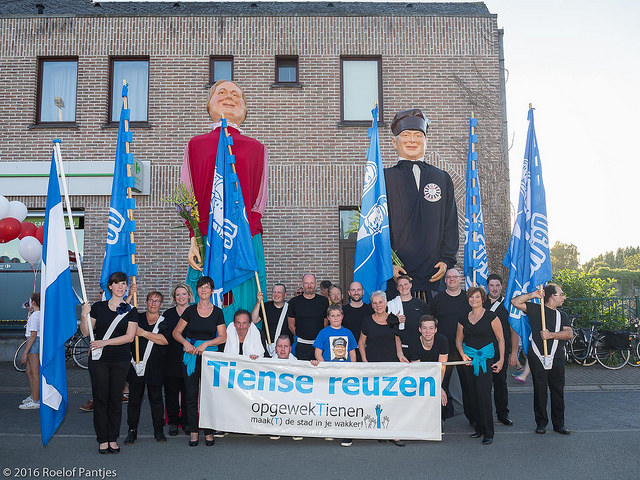 Tiense reuzen
opgewekTienen
maak(T) de stad in je wakker!
© 2016 Roelof Pantjes